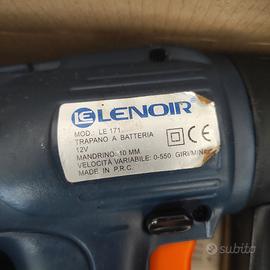 LE LENOIR
MOD.: LE 171.
TRAPANO A BATTERIA
12V
MANDRINO: 10 MM
VELOCITÀ VARIABILE: 0-550 GIRI/MIN
MADE IN P.R.C.
CE
subito